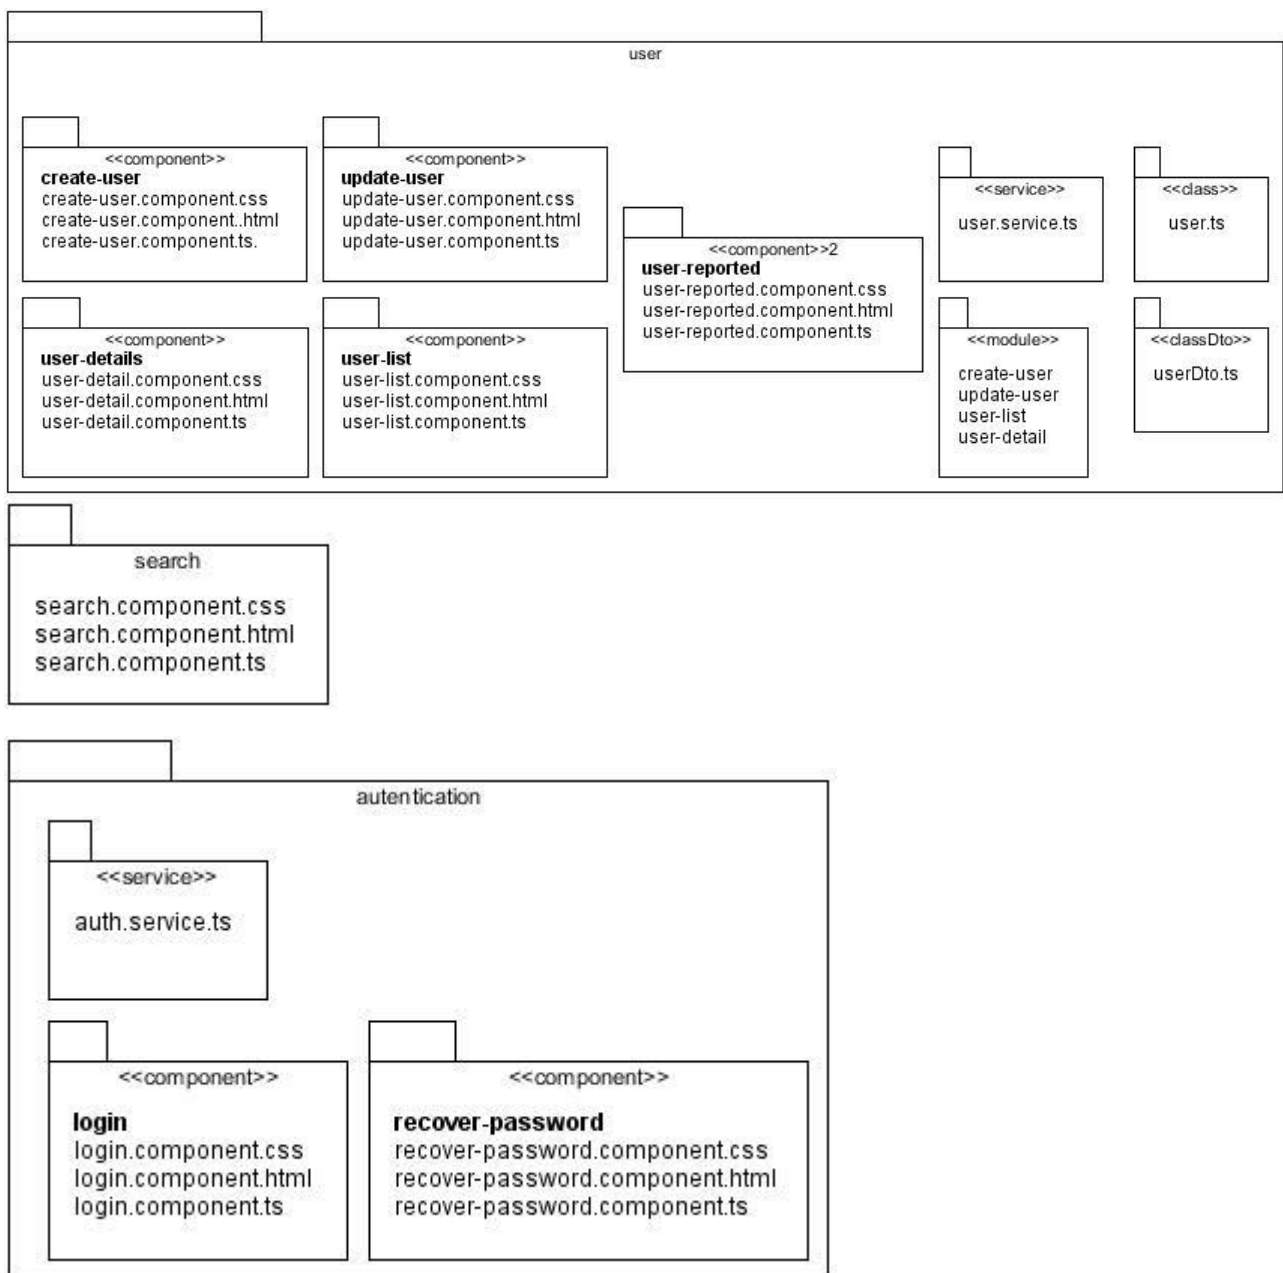 user
<<component>>
create-user
create-user.component.css
create-user.component..html
create-user.component.ts.
<<component>>
update-user
update-user.component.css
update-user.component.html
update-user.component.ts
<<component>>2
user-reported
user-reported.component.css
user-reported.component.html
user-reported.component.ts
<<service>>
user.service.ts
<<class>>
user.ts
<<component>>
user-details
user-detail.component.css
user-detail.component.html
user-detail.component.ts
<<component>>
user-list
user-list.component.css
user-list.component.html
user-list.component.ts
<<module>>
create-user
update-user
user-list
user-detail
<<classDto>>
userDto.ts
search
search.component.css
search.component.html
search.component.ts
autentication
<<service>>
auth.service.ts
<<component>>
login
login.component.css
login.component.html
login.component.ts
<<component>>
recover-password
recover-password.component.css
recover-password.component.html
recover-password.component.ts